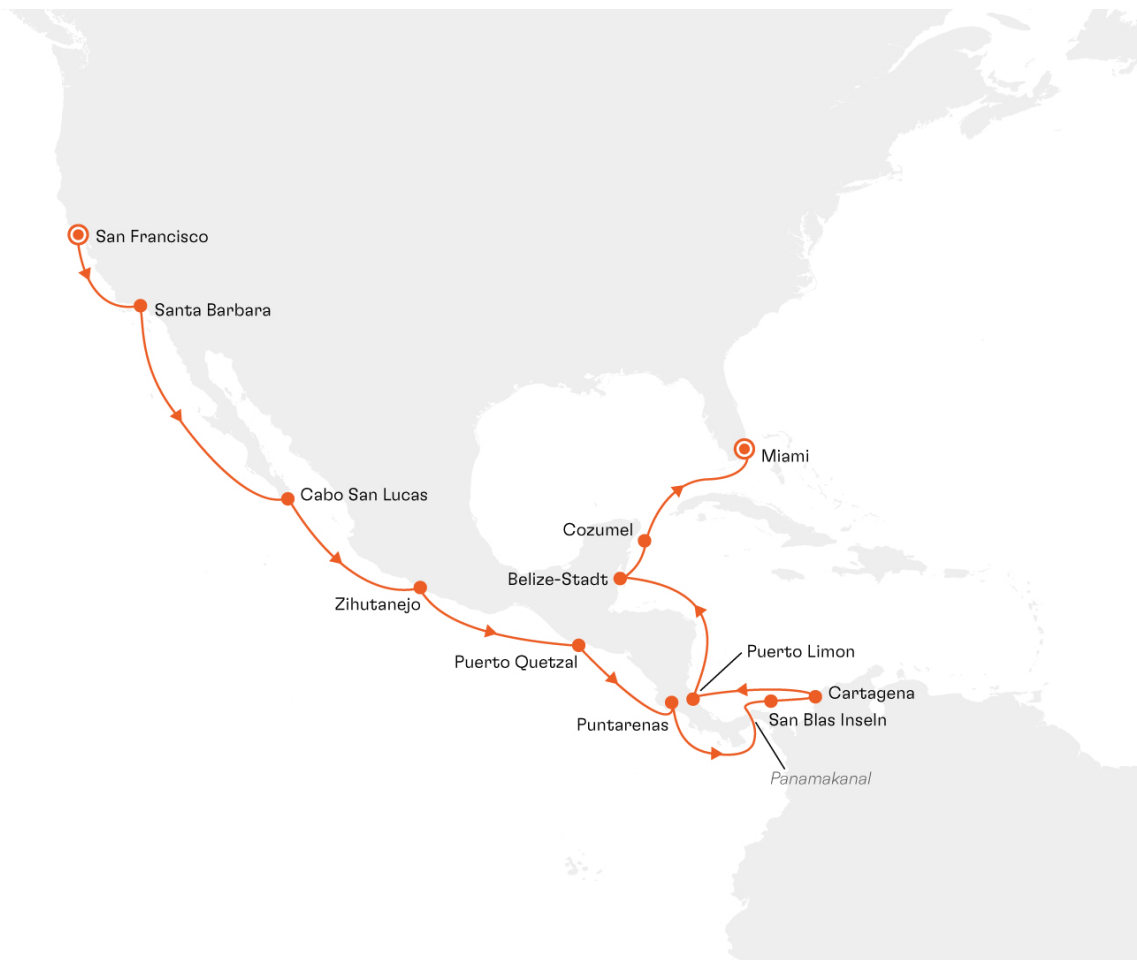 San Francisco
Santa Barbara
Miami
Cabo San Lucas
Cozumel
Belize-Stadt
Zihutanejo
Puerto Limon
Puerto Quetzal
Cartagena
San Blas Inseln
Puntarenas
Panamakanal